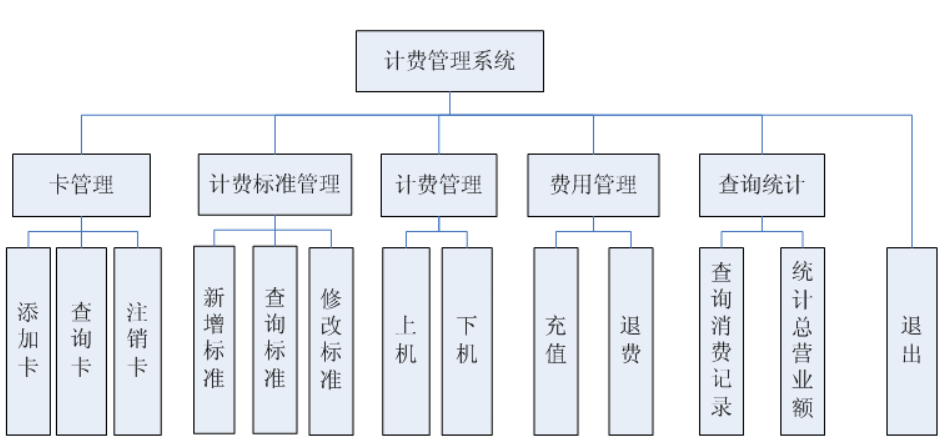 计费管理系统
卡管理
计费标准管理
计费管理
费用管理
查询统计
添加卡
查询卡
注销卡
新增标准
查询标准
修改标准
上机
下机
充值
退费
查询消费记录
统计总营业额
退出